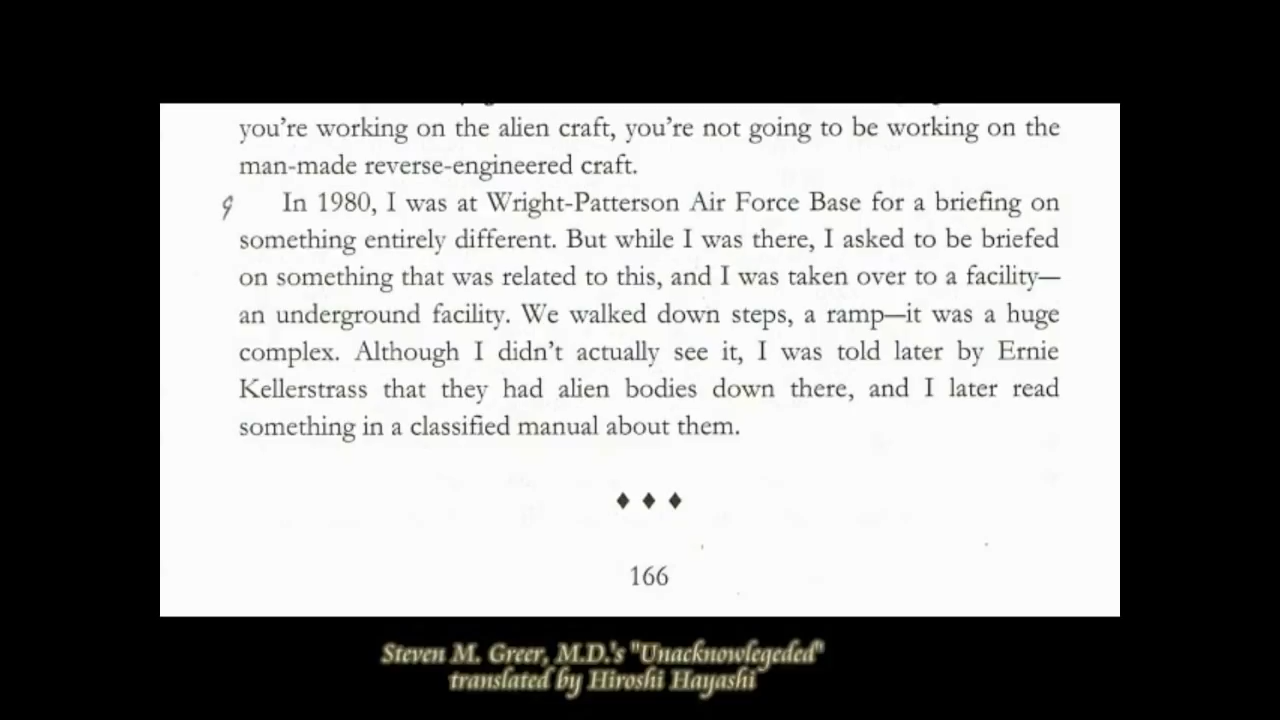 you're working on the alien craft, you're not going to be working on the
man-made reverse-engineered craft.
9 In 1980, I was at Wright-Patterson Air Force Base for a briefing on
something entirely different. But while I was there, I asked to be briefed
on something that was related to this, and I was taken over to a facility—
an underground facility. We walked down steps, a ramp—it was a huge
complex. Although I didn't actually see it, I was told later by Ernie
Kellerstrass that they had alien bodies down there, and I later read
something in a classified manual about them.
♦ ♦ ♦
166
Steven M. Greer, M.D.'s "Unacknowlegeded"
translated by Hiroshi Hayashi